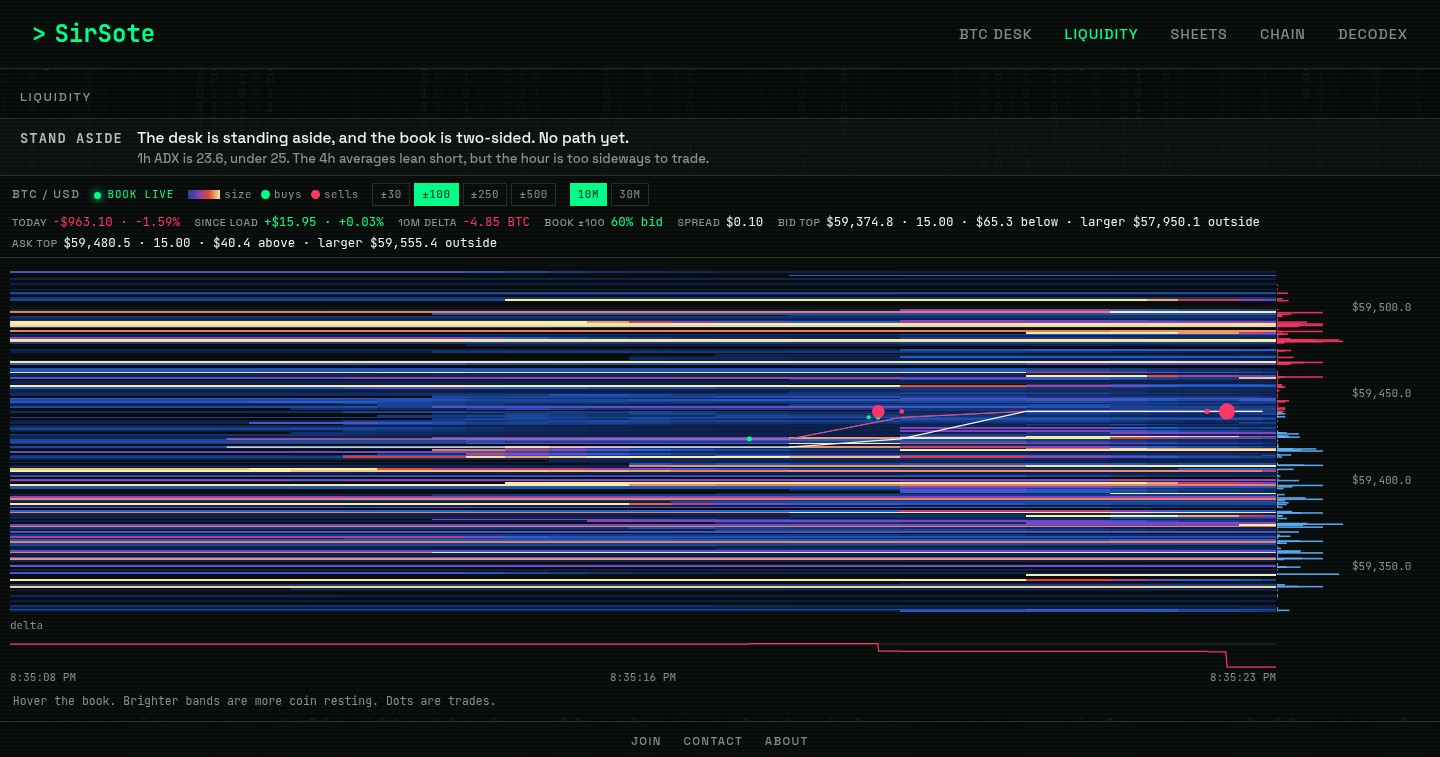 > SirSote
BTC DESK LIQUIDITY SHEETS CHAIN DECODEX
LIQUIDITY
STAND ASIDE The desk is standing aside, and the book is two-sided. No path yet.
1h ADX is 23.6, under 25. The 4h averages lean short, but the hour is too sideways to trade.
BTC / USD BOOK LIVE size buys sells ±30 ±100 ±250 ±500 10M 30M
TODAY -$963.10 · -1.59% SINCE LOAD +$15.95 · +0.03% 10M DELTA -4.85 BTC BOOK ±100 60% bid SPREAD $0.10 BID TOP $59,374.8 · 15.00 · $65.3 below · larger $57,950.1 outside
ASK TOP $59,480.5 · 15.00 · $40.4 above · larger $59,555.4 outside
$59,500.0
$59,450.0
$59,400.0
$59,350.0
delta
8:35:08 PM 8:35:16 PM 8:35:23 PM
Hover the book. Brighter bands are more coin resting. Dots are trades.
JOIN CONTACT ABOUT